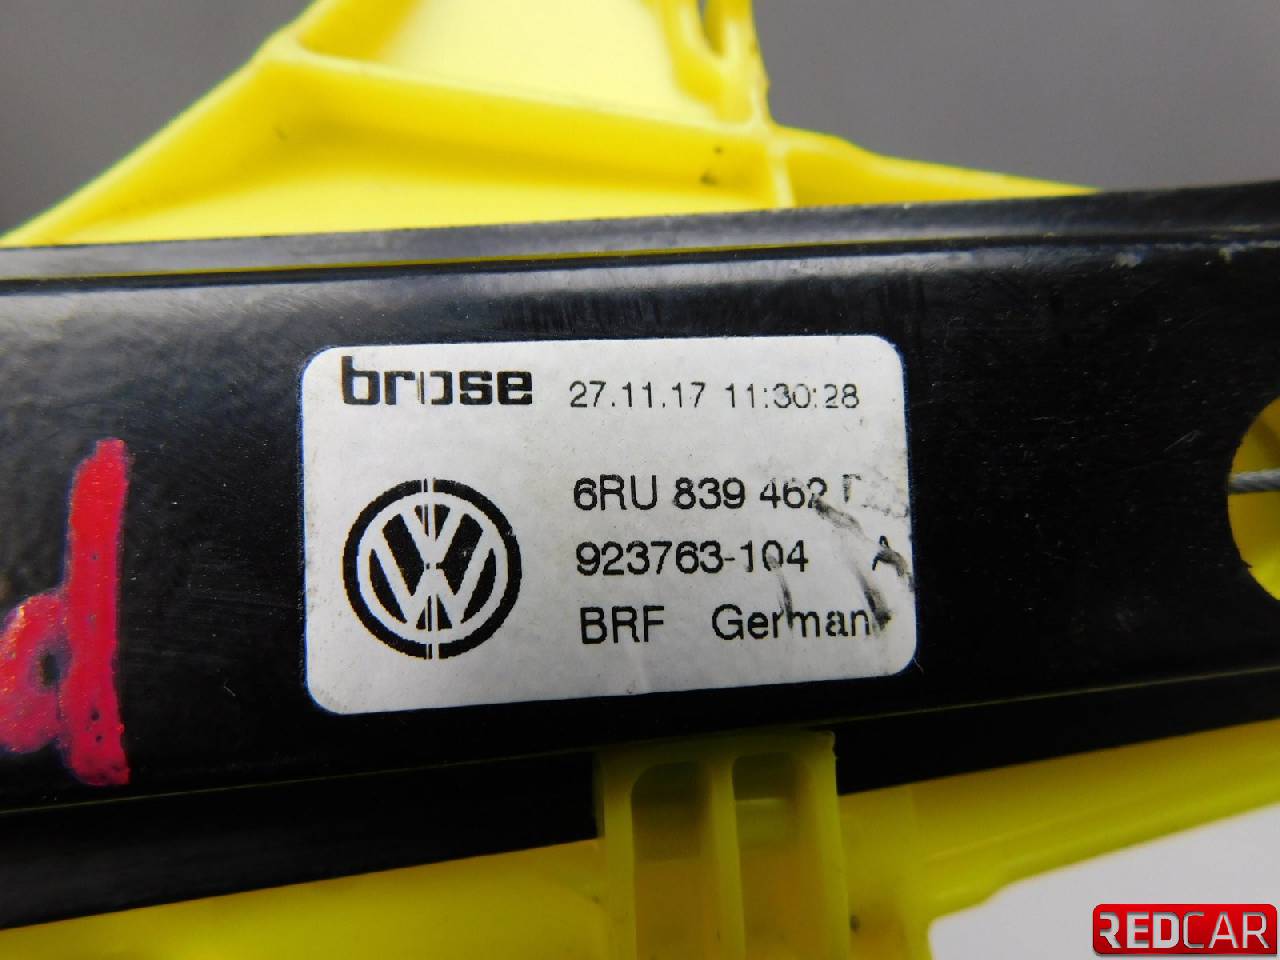 brose 27.11.17 11:30:28
6RU 839 462
923763-104 A
BRF German
d
REDCAR